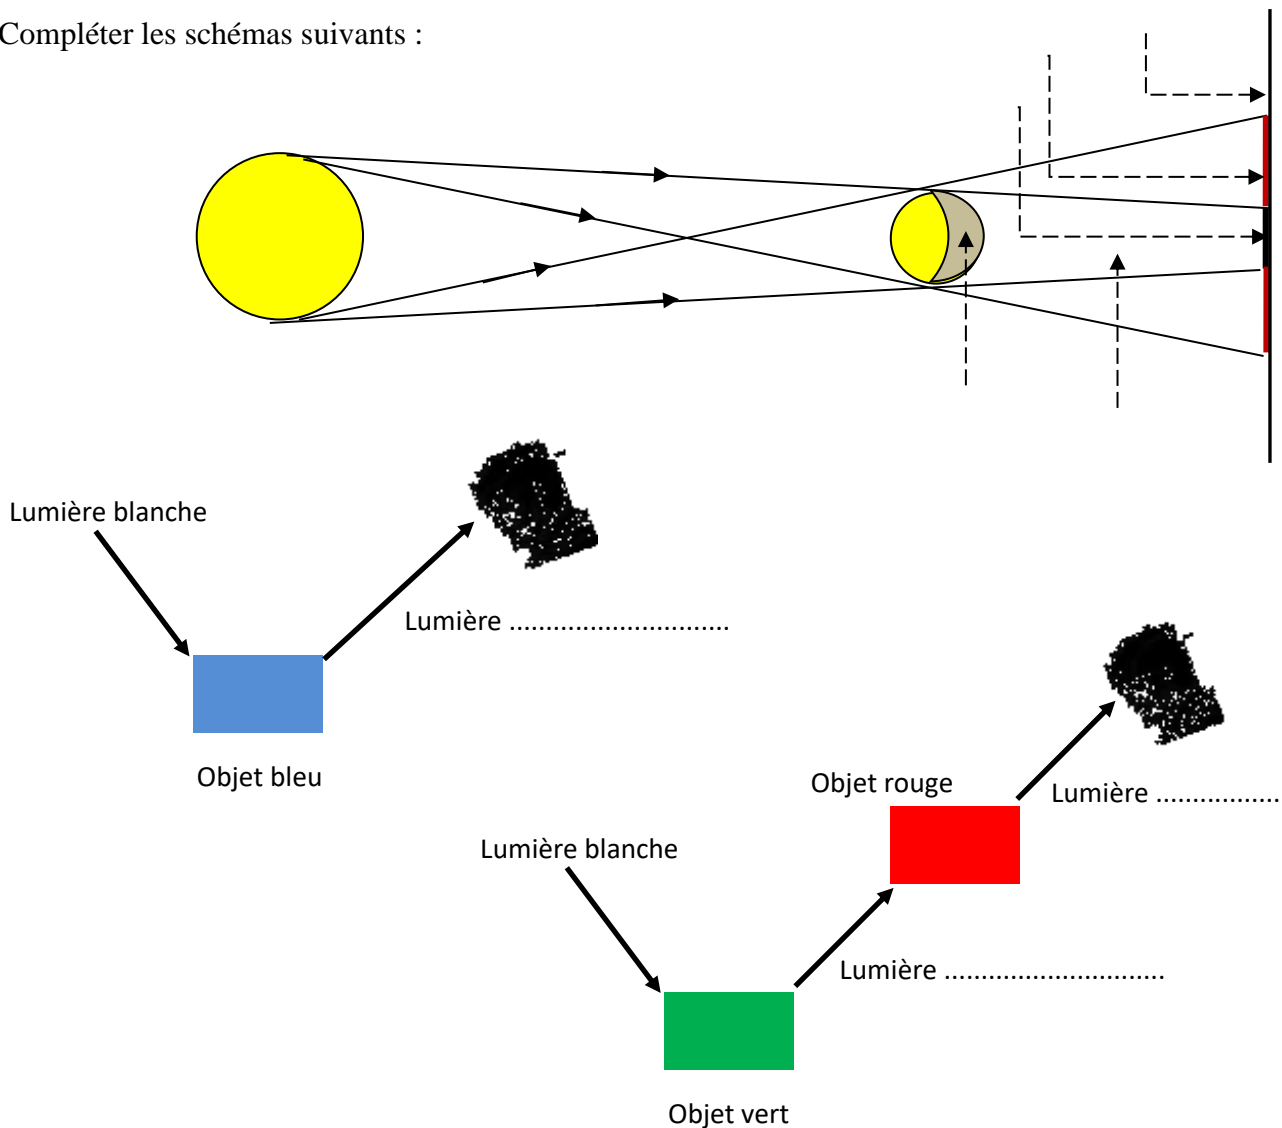 Compléter les schémas suivants :
Lumière blanche
Lumière ..............................
Objet bleu
Objet rouge
Lumière .................
Lumière blanche
Lumière ..............................
Objet vert